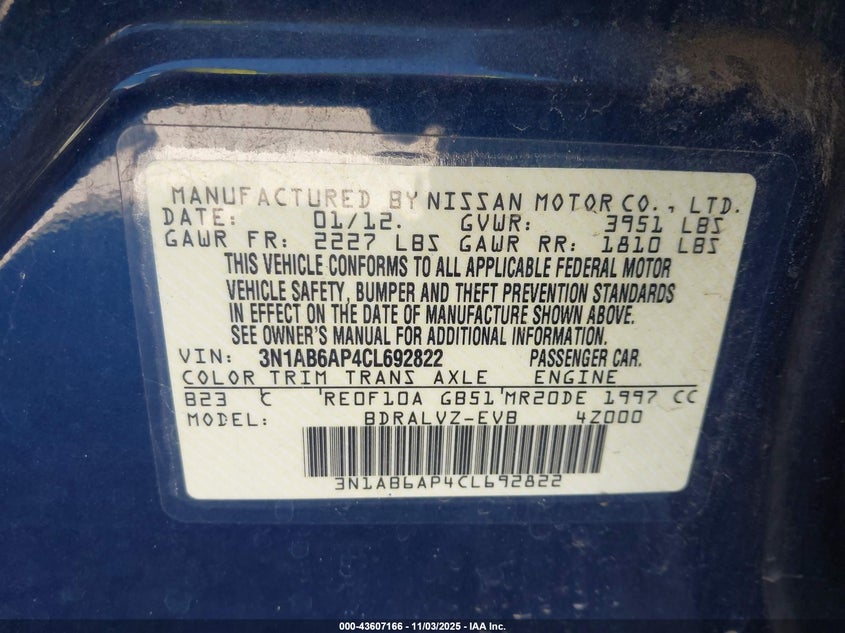 MANUFACTURED BY NISSAN MOTOR CO., LTD.
DATE: 01/12. GVWR: 3951 LBS
GAWR FR: 2227 LBS GAWR RR: 1810 LBS
THIS VEHICLE CONFORMS TO ALL APPLICABLE FEDERAL MOTOR
VEHICLE SAFETY, BUMPER AND THEFT PREVENTION STANDARDS
IN EFFECT ON THE DATE OF MANUFACTURE SHOWN ABOVE.
SEE OWNER'S MANUAL FOR ADDITIONAL INFORMATION.
VIN: 3N1AB6AP4CL692822 PASSENGER CAR.
COLOR TRIM TRANS AXLE ENGINE
B23 C RE0F10A GB51 MR20DE 1997 CC
MODEL: BDRALVZ-EVB 4Z000
3N1AB6AP4CL692822
000-43607166 - 11/03/2025 - IAA Inc.